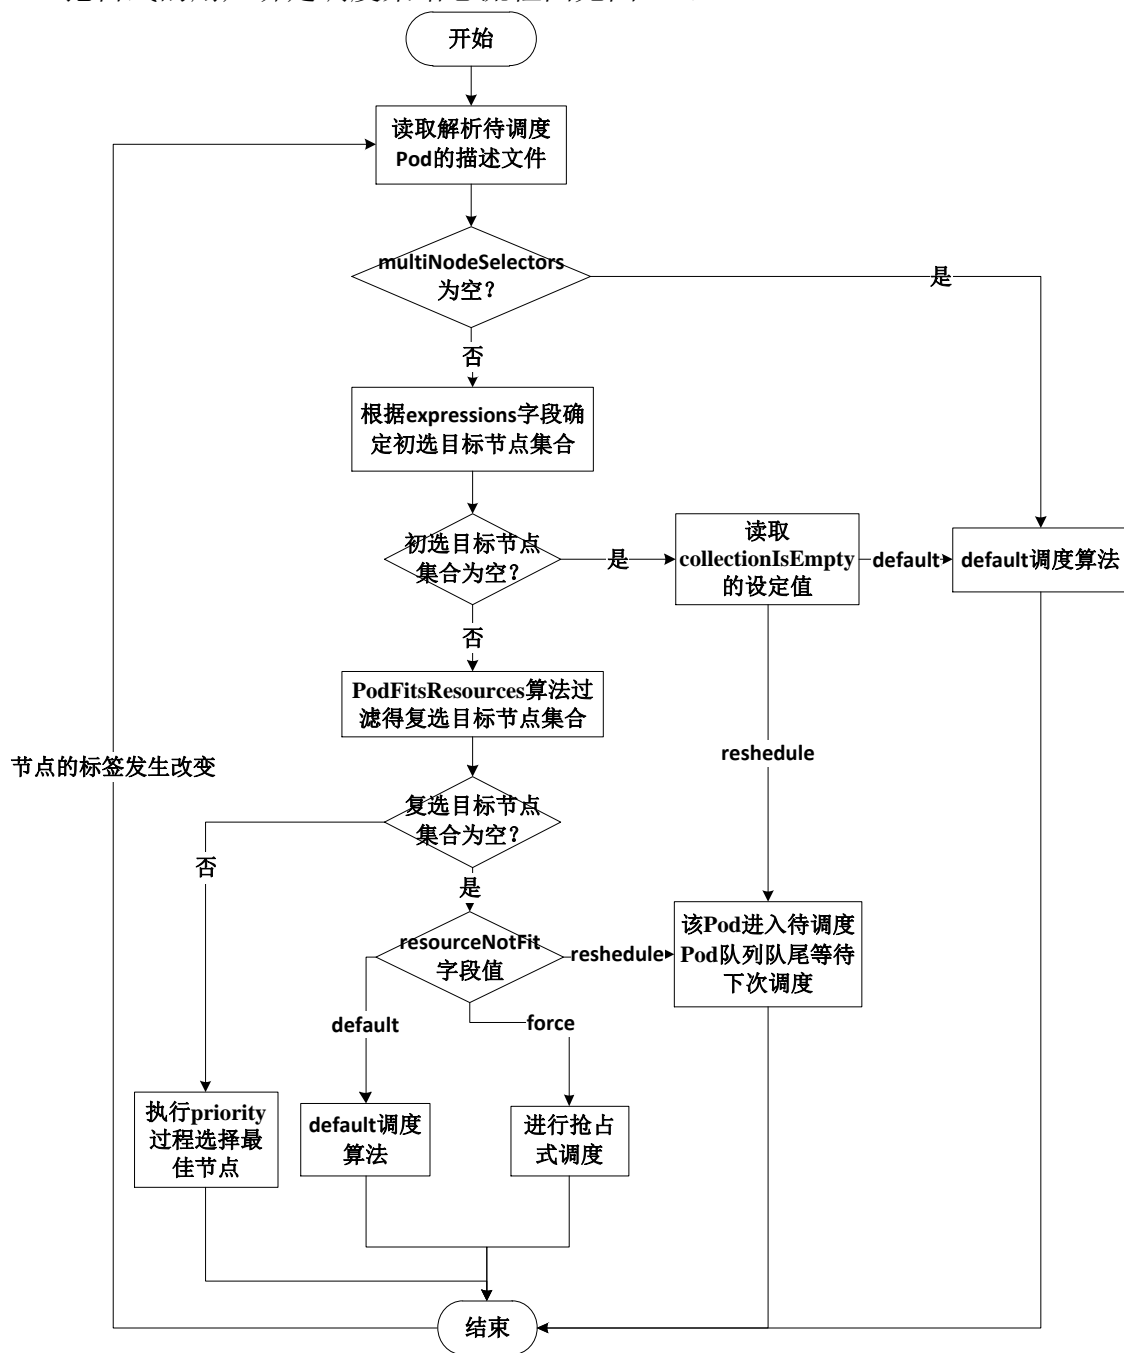 开始
读取解析待调度
Pod的描述文件
multiNodeSelectors
为空?
是
否
根据expressions字段确
定初选目标节点集合
初选目标节点
集合为空?
是
读取
collectionIsEmpty
的设定值
default
default调度算法
否
PodFitsResources算法过
滤得复选目标节点集合
节点的标签发生改变
reshedule
复选目标节点
集合为空?
否
是
resourceNotFit
字段值
reshedule
该Pod进入待调度
Pod队列队尾等待
下次调度
default
force
执行priority
过程选择最
佳节点
default调度
算法
进行抢占
式调度
结束